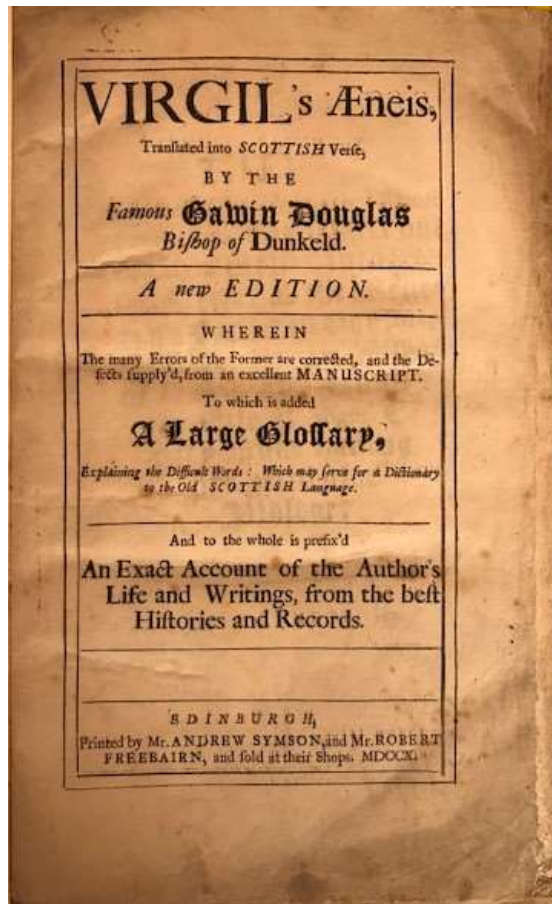 VIRGIL's Æneis,
Tranſlated into SCOTTISH Verſe,
BY THE
Famous Gawin Douglas
Biſhop of Dunkeld.
A new EDITION.
WHEREIN
The many Errors of the Former are corrected, and the De-
fects ſupply'd, from an excellent MANUSCRIPT.
To which is added
A Large Gloſſary,
Explaining the Difficult Words: Which may ſerve for a Dictionary
to the Old SCOTTISH Language.
And to the whole is prefix'd
An Exact Account of the Author's
Life and Writings, from the beſt
Hiſtories and Records.
EDINBURGH,
Printed by Mr. ANDREW SYMSON, and Mr. ROBERT
FREEBAIRN, and ſold at their Shops. MDCCX.